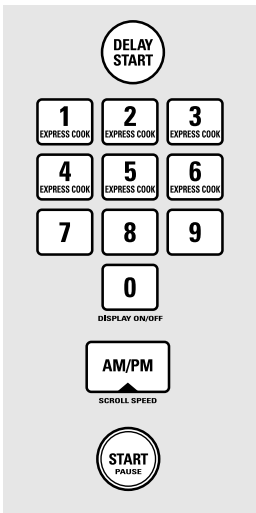 DELAY
START
1 2 3
EXPRESS COOK EXPRESS COOK EXPRESS COOK
4 5 6
EXPRESS COOK EXPRESS COOK EXPRESS COOK
7 8 9
0
DISPLAY ON/OFF
AM/PM
SCROLL SPEED
START
PAUSE